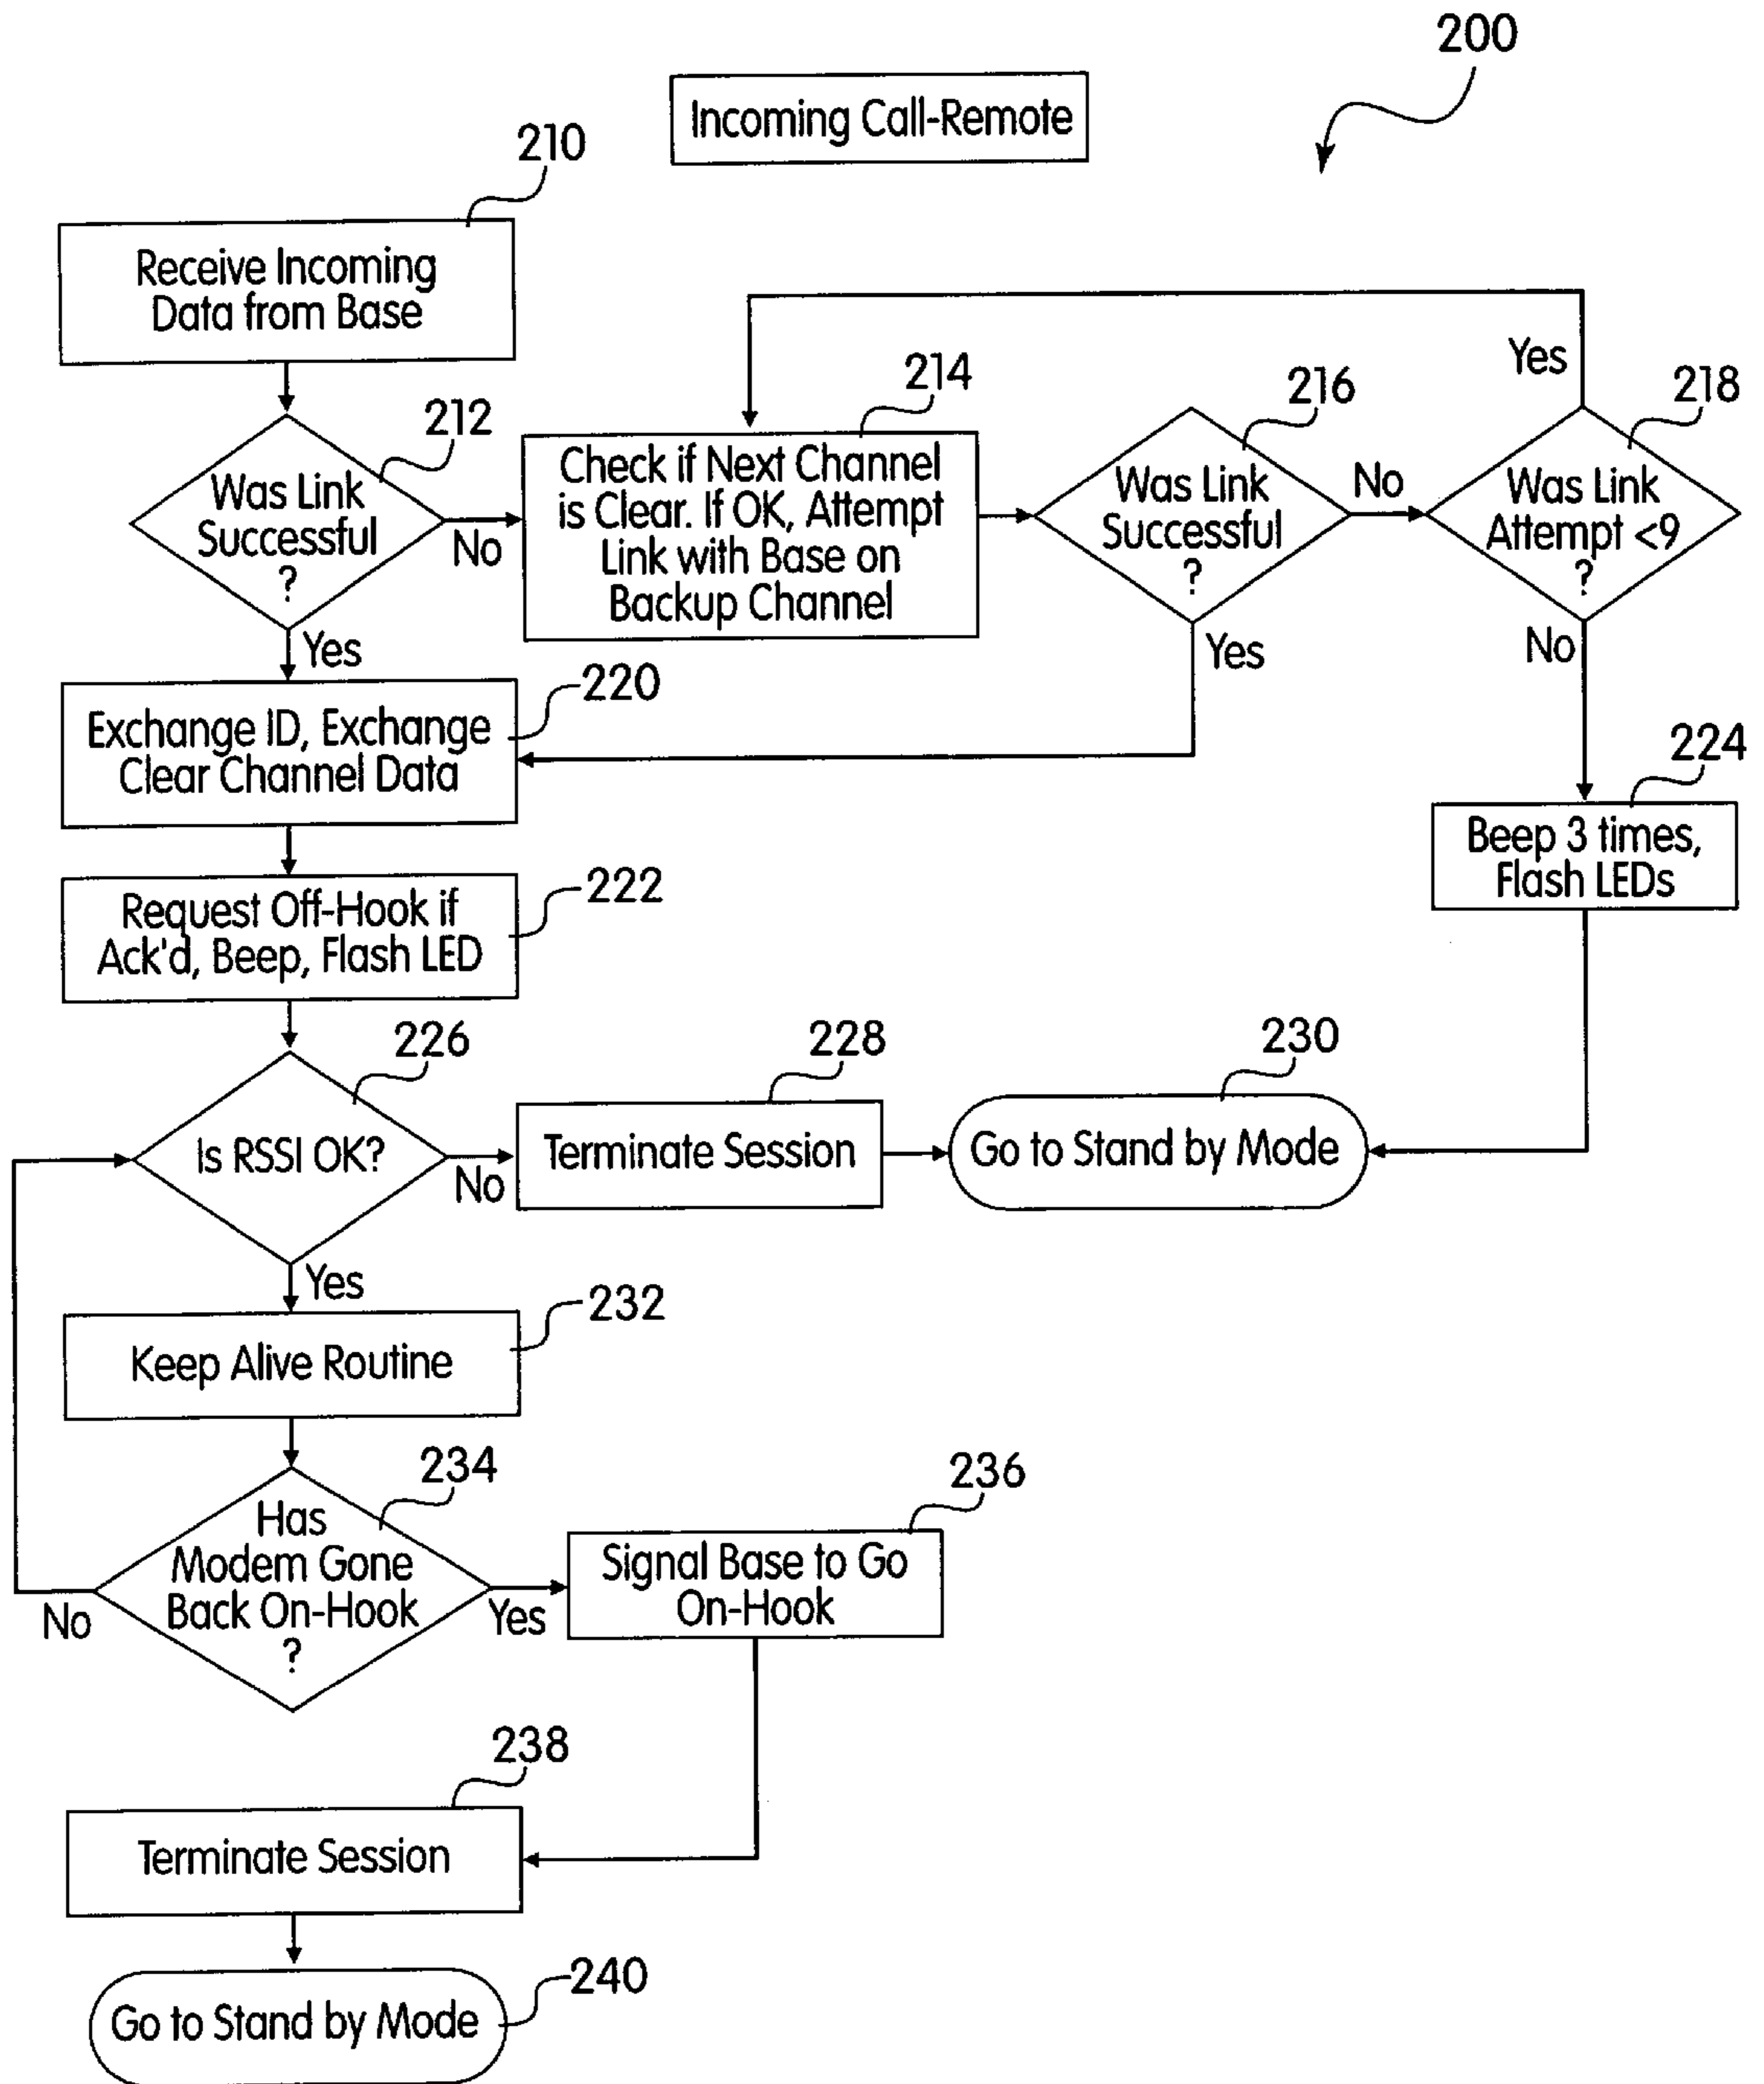 200
Incoming Call-Remote
210
Receive Incoming
Data from Base
212
Was Link
Successful
?
No
Yes
214
Check if Next Channel
is Clear. If OK, Attempt
Link with Base on
Backup Channel
216
Was Link
Successful
?
No
Yes
218
Was Link
Attempt <9
?
Yes
No
220
Exchange ID, Exchange
Clear Channel Data
222
Request Off-Hook if
Ack'd, Beep, Flash LED
224
Beep 3 times,
Flash LEDs
226
Is RSSI OK?
No
Yes
228
Terminate Session
230
Go to Stand by Mode
232
Keep Alive Routine
234
Has
Modem Gone
Back On-Hook
?
No
Yes
236
Signal Base to Go
On-Hook
238
Terminate Session
240
Go to Stand by Mode